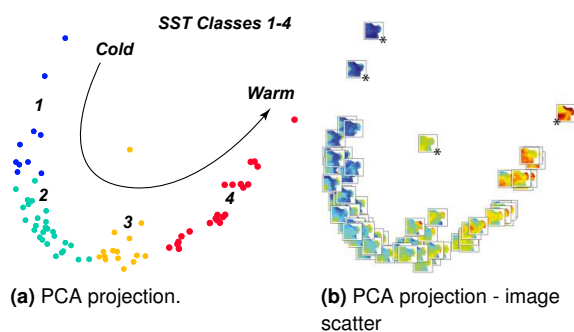 SST Classes 1-4
Cold
Warm
1
2
3
4
*
*
*
*
(a) PCA projection.
(b) PCA projection - image
scatter